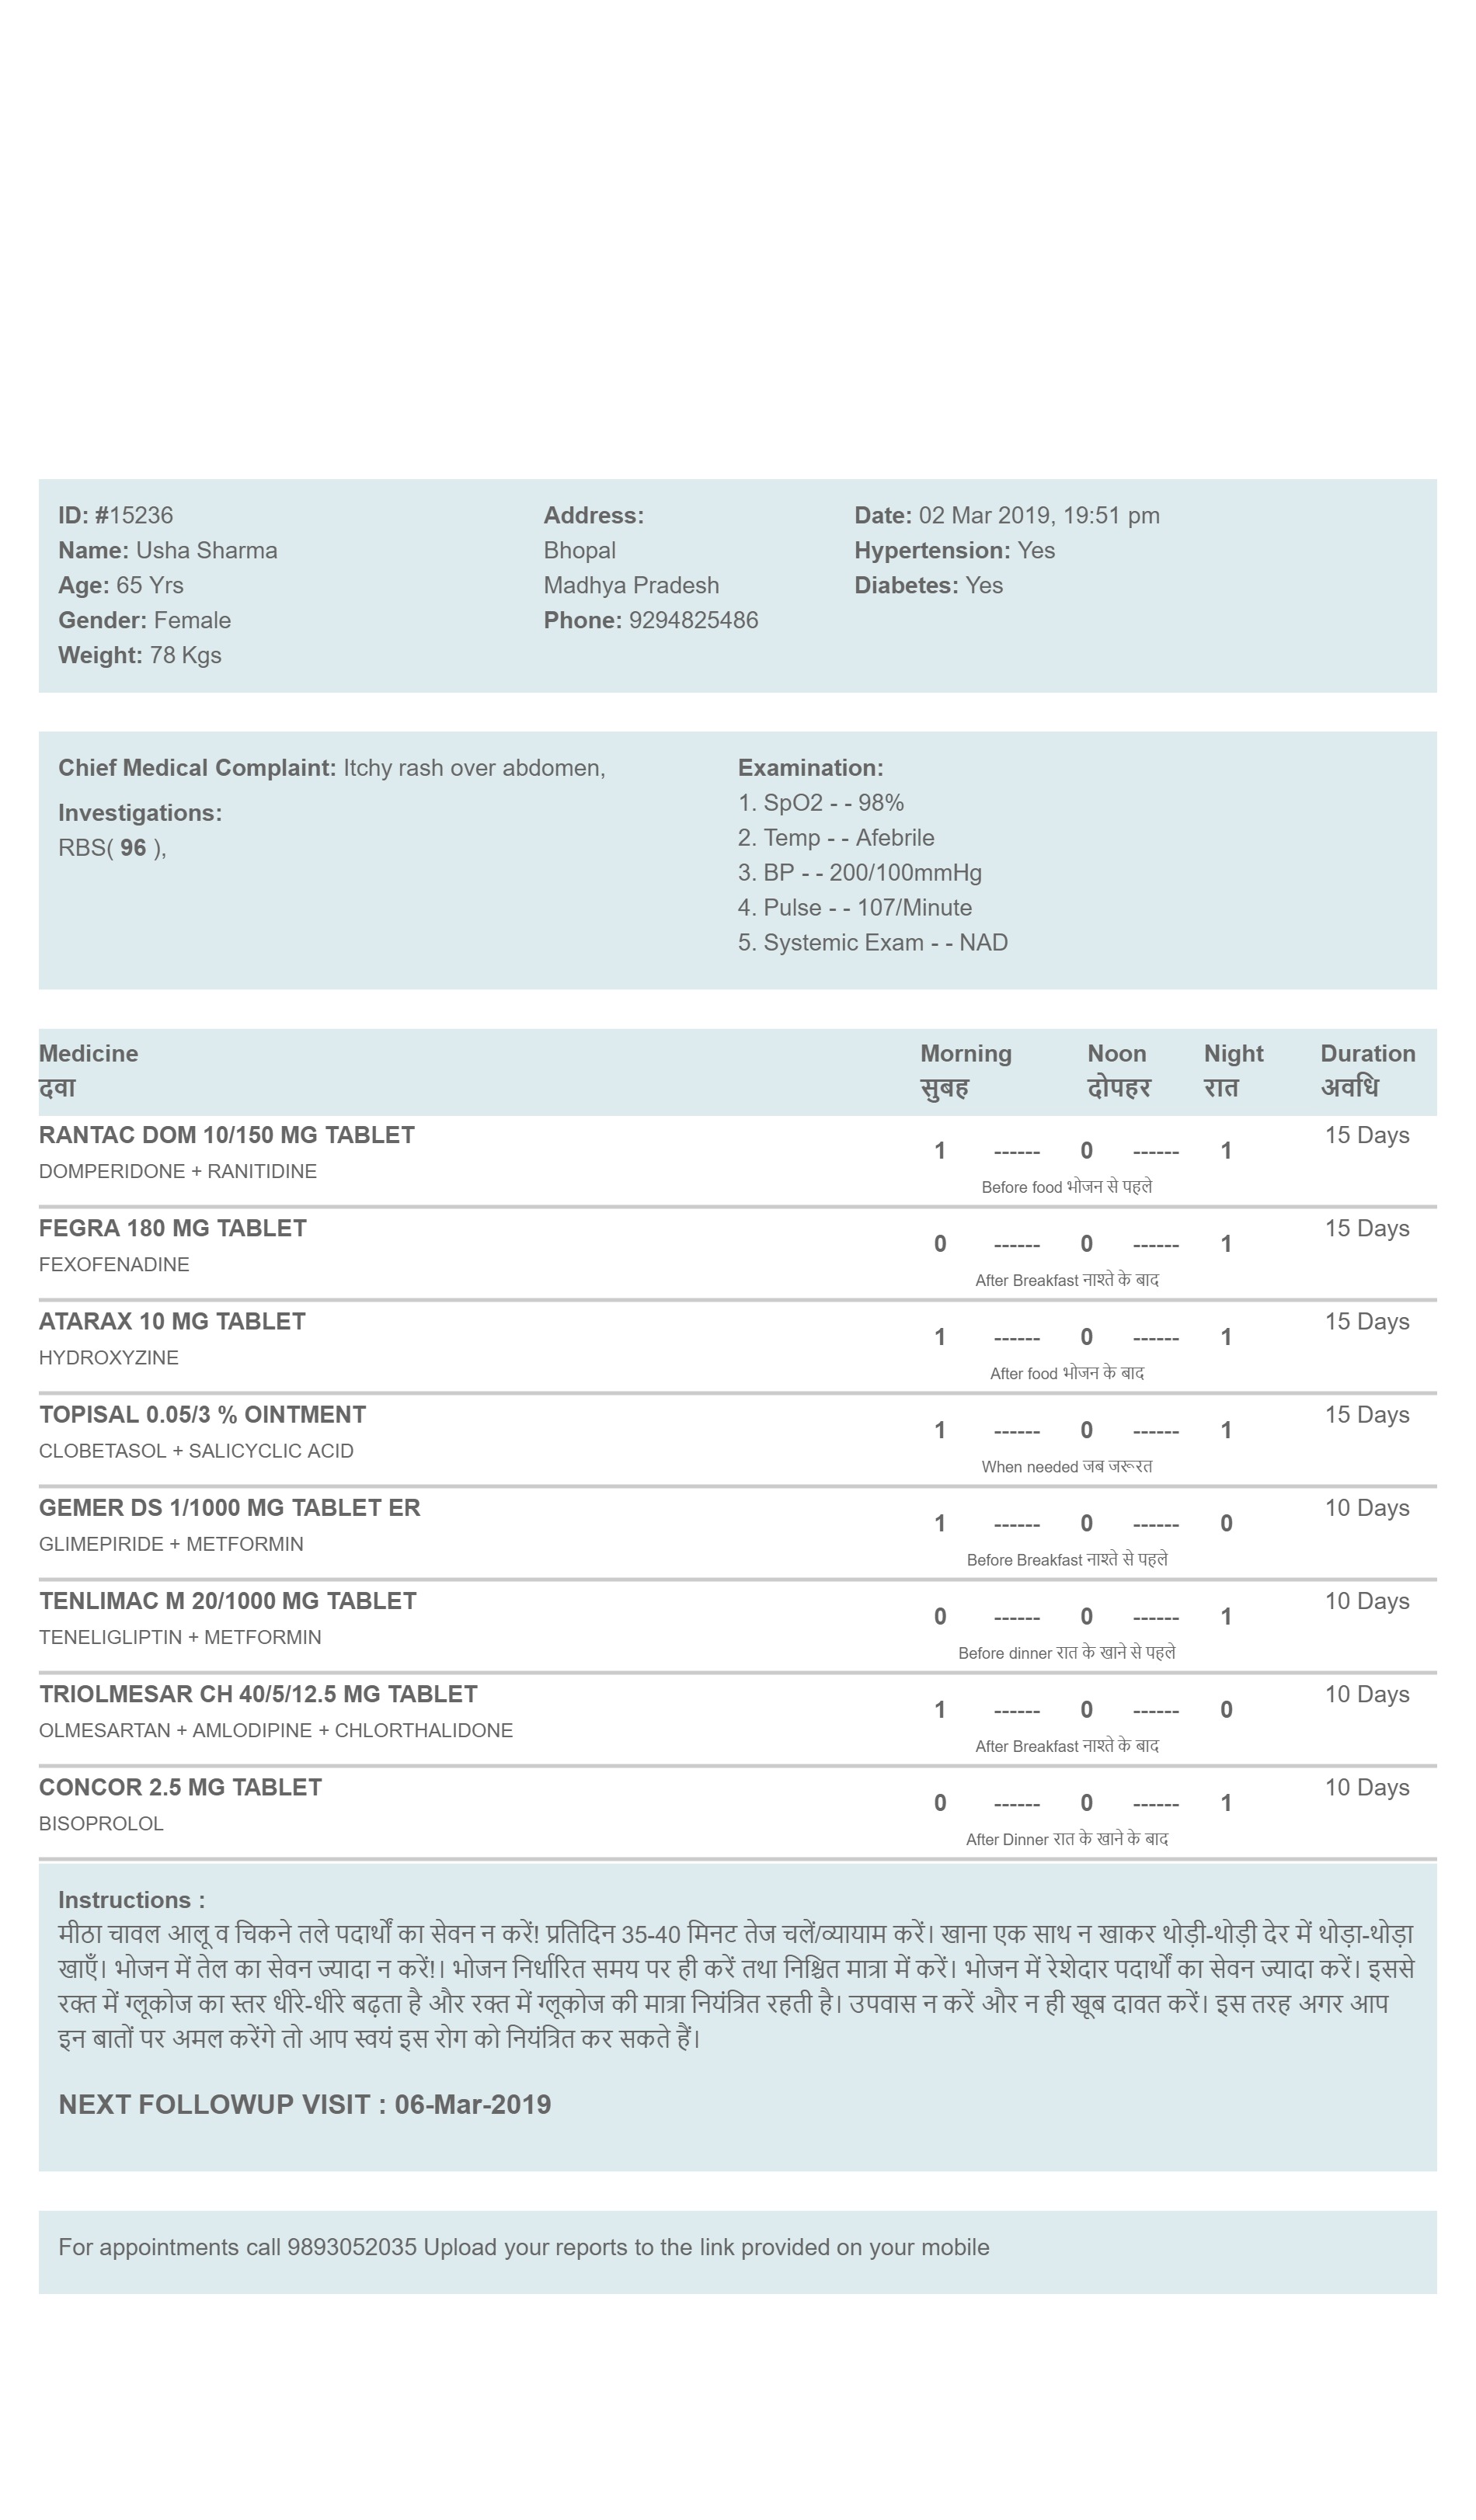 ID: #15236
Name: Usha Sharma
Age: 65 Yrs
Gender: Female
Weight: 78 Kgs
Address:
Bhopal
Madhya Pradesh
Phone: 9294825486
Date: 02 Mar 2019, 19:51 pm
Hypertension: Yes
Diabetes: Yes
Chief Medical Complaint: Itchy rash over abdomen,
Investigations:
RBS( 96 ),
Examination:
1. SpO2 - - 98%
2. Temp - - Afebrile
3. BP - - 200/100mmHg
4. Pulse - - 107/Minute
5. Systemic Exam - - NAD
Medicine Morning Noon Night Duration
दवा सुबह दोपहर रात अवधि
RANTAC DOM 10/150 MG TABLET 15 Days
1 ------ 0 ------ 1
DOMPERIDONE + RANITIDINE
Before food भोजन से पहले
FEGRA 180 MG TABLET 15 Days
0 ------ 0 ------ 1
FEXOFENADINE
After Breakfast नाश्ते के बाद
ATARAX 10 MG TABLET 15 Days
1 ------ 0 ------ 1
HYDROXYZINE
After food भोजन के बाद
TOPISAL 0.05/3 % OINTMENT 15 Days
1 ------ 0 ------ 1
CLOBETASOL + SALICYCLIC ACID
When needed जब जरूरत
GEMER DS 1/1000 MG TABLET ER 10 Days
1 ------ 0 ------ 0
GLIMEPIRIDE + METFORMIN
Before Breakfast नाश्ते से पहले
TENLIMAC M 20/1000 MG TABLET 10 Days
0 ------ 0 ------ 1
TENELIGLIPTIN + METFORMIN
Before dinner रात के खाने से पहले
TRIOLMESAR CH 40/5/12.5 MG TABLET 10 Days
1 ------ 0 ------ 0
OLMESARTAN + AMLODIPINE + CHLORTHALIDONE
After Breakfast नाश्ते के बाद
CONCOR 2.5 MG TABLET 10 Days
0 ------ 0 ------ 1
BISOPROLOL
After Dinner रात के खाने के बाद
Instructions :
मीठा चावल आलू व चिकने तले पदार्थों का सेवन न करें! प्रतिदिन 35-40 मिनट तेज चलें/व्यायाम करें। खाना एक साथ न खाकर थोड़ी-थोड़ी देर में थोड़ा-थोड़ा
खाएँ। भोजन में तेल का सेवन ज्यादा न करें!। भोजन निर्धारित समय पर ही करें तथा निश्चित मात्रा में करें। भोजन में रेशेदार पदार्थों का सेवन ज्यादा करें। इससे
रक्त में ग्लूकोज का स्तर धीरे-धीरे बढ़ता है और रक्त में ग्लूकोज की मात्रा नियंत्रित रहती है। उपवास न करें और न ही खूब दावत करें। इस तरह अगर आप
इन बातों पर अमल करेंगे तो आप स्वयं इस रोग को नियंत्रित कर सकते हैं।
NEXT FOLLOWUP VISIT : 06-Mar-2019
For appointments call 9893052035 Upload your reports to the link provided on your mobile